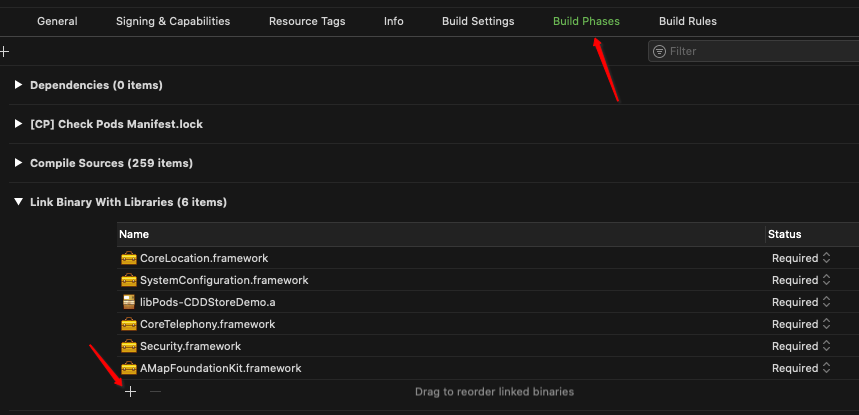 General Signing & Capabilities Resource Tags Info Build Settings Build Phases Build Rules
Filter
Dependencies (0 items)
[CP] Check Pods Manifest.lock
Compile Sources (259 items)
Link Binary With Libraries (6 items)
Name Status
CoreLocation.framework Required
SystemConfiguration.framework Required
libPods-CDDStoreDemo.a Required
CoreTelephony.framework Required
Security.framework Required
AMapFoundationKit.framework Required
Drag to reorder linked binaries